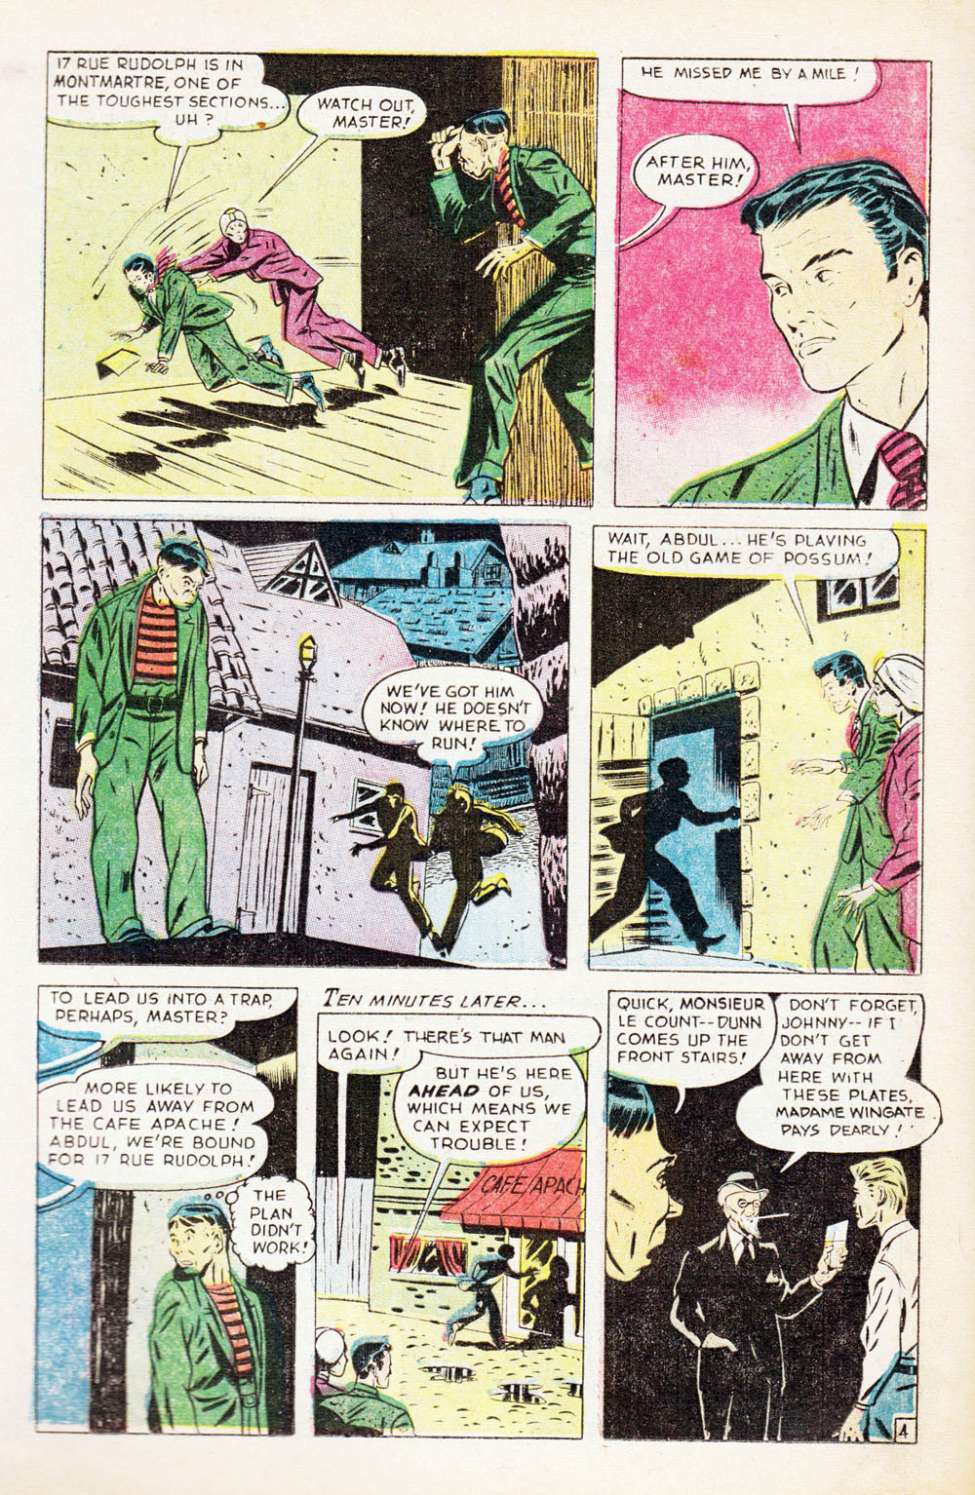 17 RUE RUDOLPH IS IN
MONTMARTRE, ONE OF
THE TOUGHEST SECTIONS...
UH ?
WATCH OUT,
MASTER!
HE MISSED ME BY A MILE !
AFTER HIM,
MASTER!
WE'VE GOT HIM
NOW! HE DOESN'T
KNOW WHERE TO
RUN!
WAIT, ABDUL... HE'S PLAYING
THE OLD GAME OF POSSUM!
TO LEAD US INTO A TRAP,
PERHAPS, MASTER?
MORE LIKELY TO
LEAD US AWAY FROM
THE CAFE APACHE!
ABDUL, WE'RE BOUND
FOR 17 RUE RUDOLPH!
THE
PLAN
DIDN'T
WORK!
TEN MINUTES LATER...
LOOK! THERE'S THAT MAN
AGAIN!
BUT HE'S HERE
AHEAD OF US,
WHICH MEANS WE
CAN EXPECT
TROUBLE!
CAFE APACH
QUICK, MONSIEUR
LE COUNT--DUNN
COMES UP THE
FRONT STAIRS!
DON'T FORGET,
JOHNNY-- IF I
DON'T GET
AWAY FROM
HERE WITH
THESE PLATES,
MADAME WINGATE
PAYS DEARLY!
4